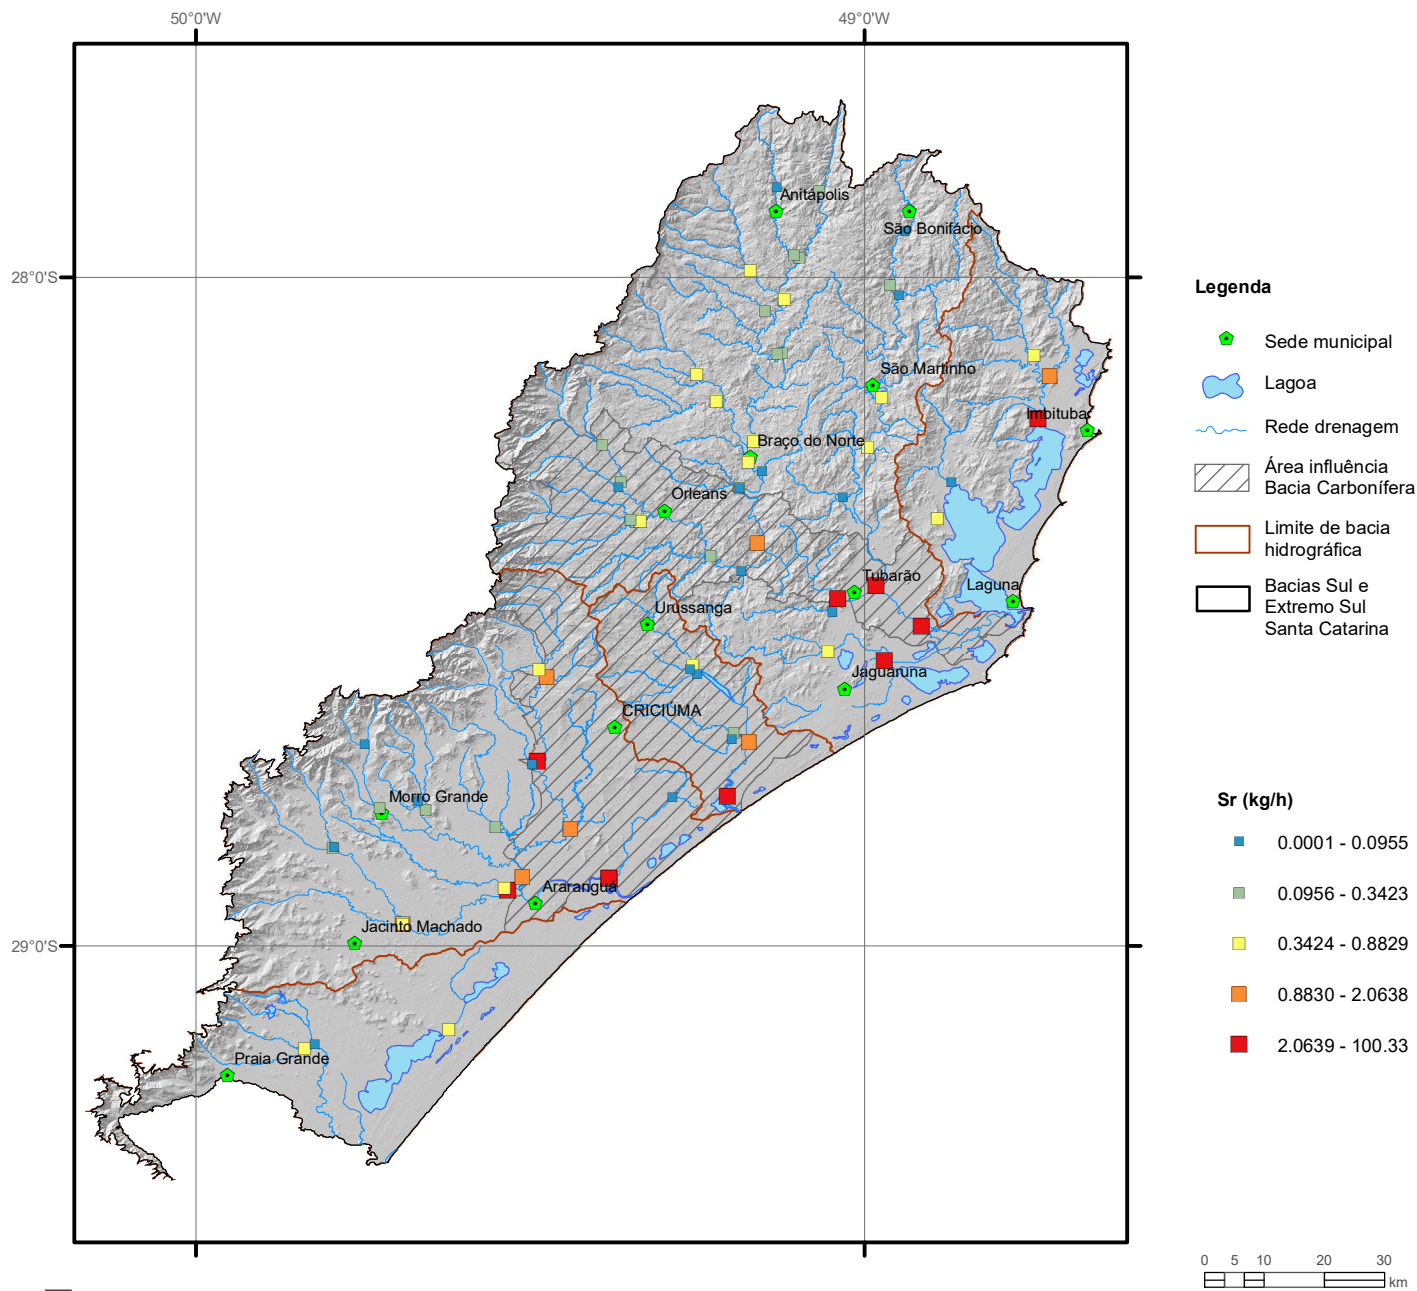 50°0'W
49°0'W
28°0'S
29°0'S
Anitápolis
São Bonifácio
São Martinho
Imbituba
Braço do Norte
Orleans
Tubarão
Laguna
Urussanga
Jaguaruna
CRICIÚMA
Morro Grande
Araranguá
Jacinto Machado
Praia Grande
Legenda
Sede municipal
Lagoa
Rede drenagem
Área influência
Bacia Carbonífera
Limite de bacia
hidrográfica
Bacias Sul e
Extremo Sul
Santa Catarina
Sr (kg/h)
0.0001 - 0.0955
0.0956 - 0.3423
0.3424 - 0.8829
0.8830 - 2.0638
2.0639 - 100.33
0 5 10 20 30
km